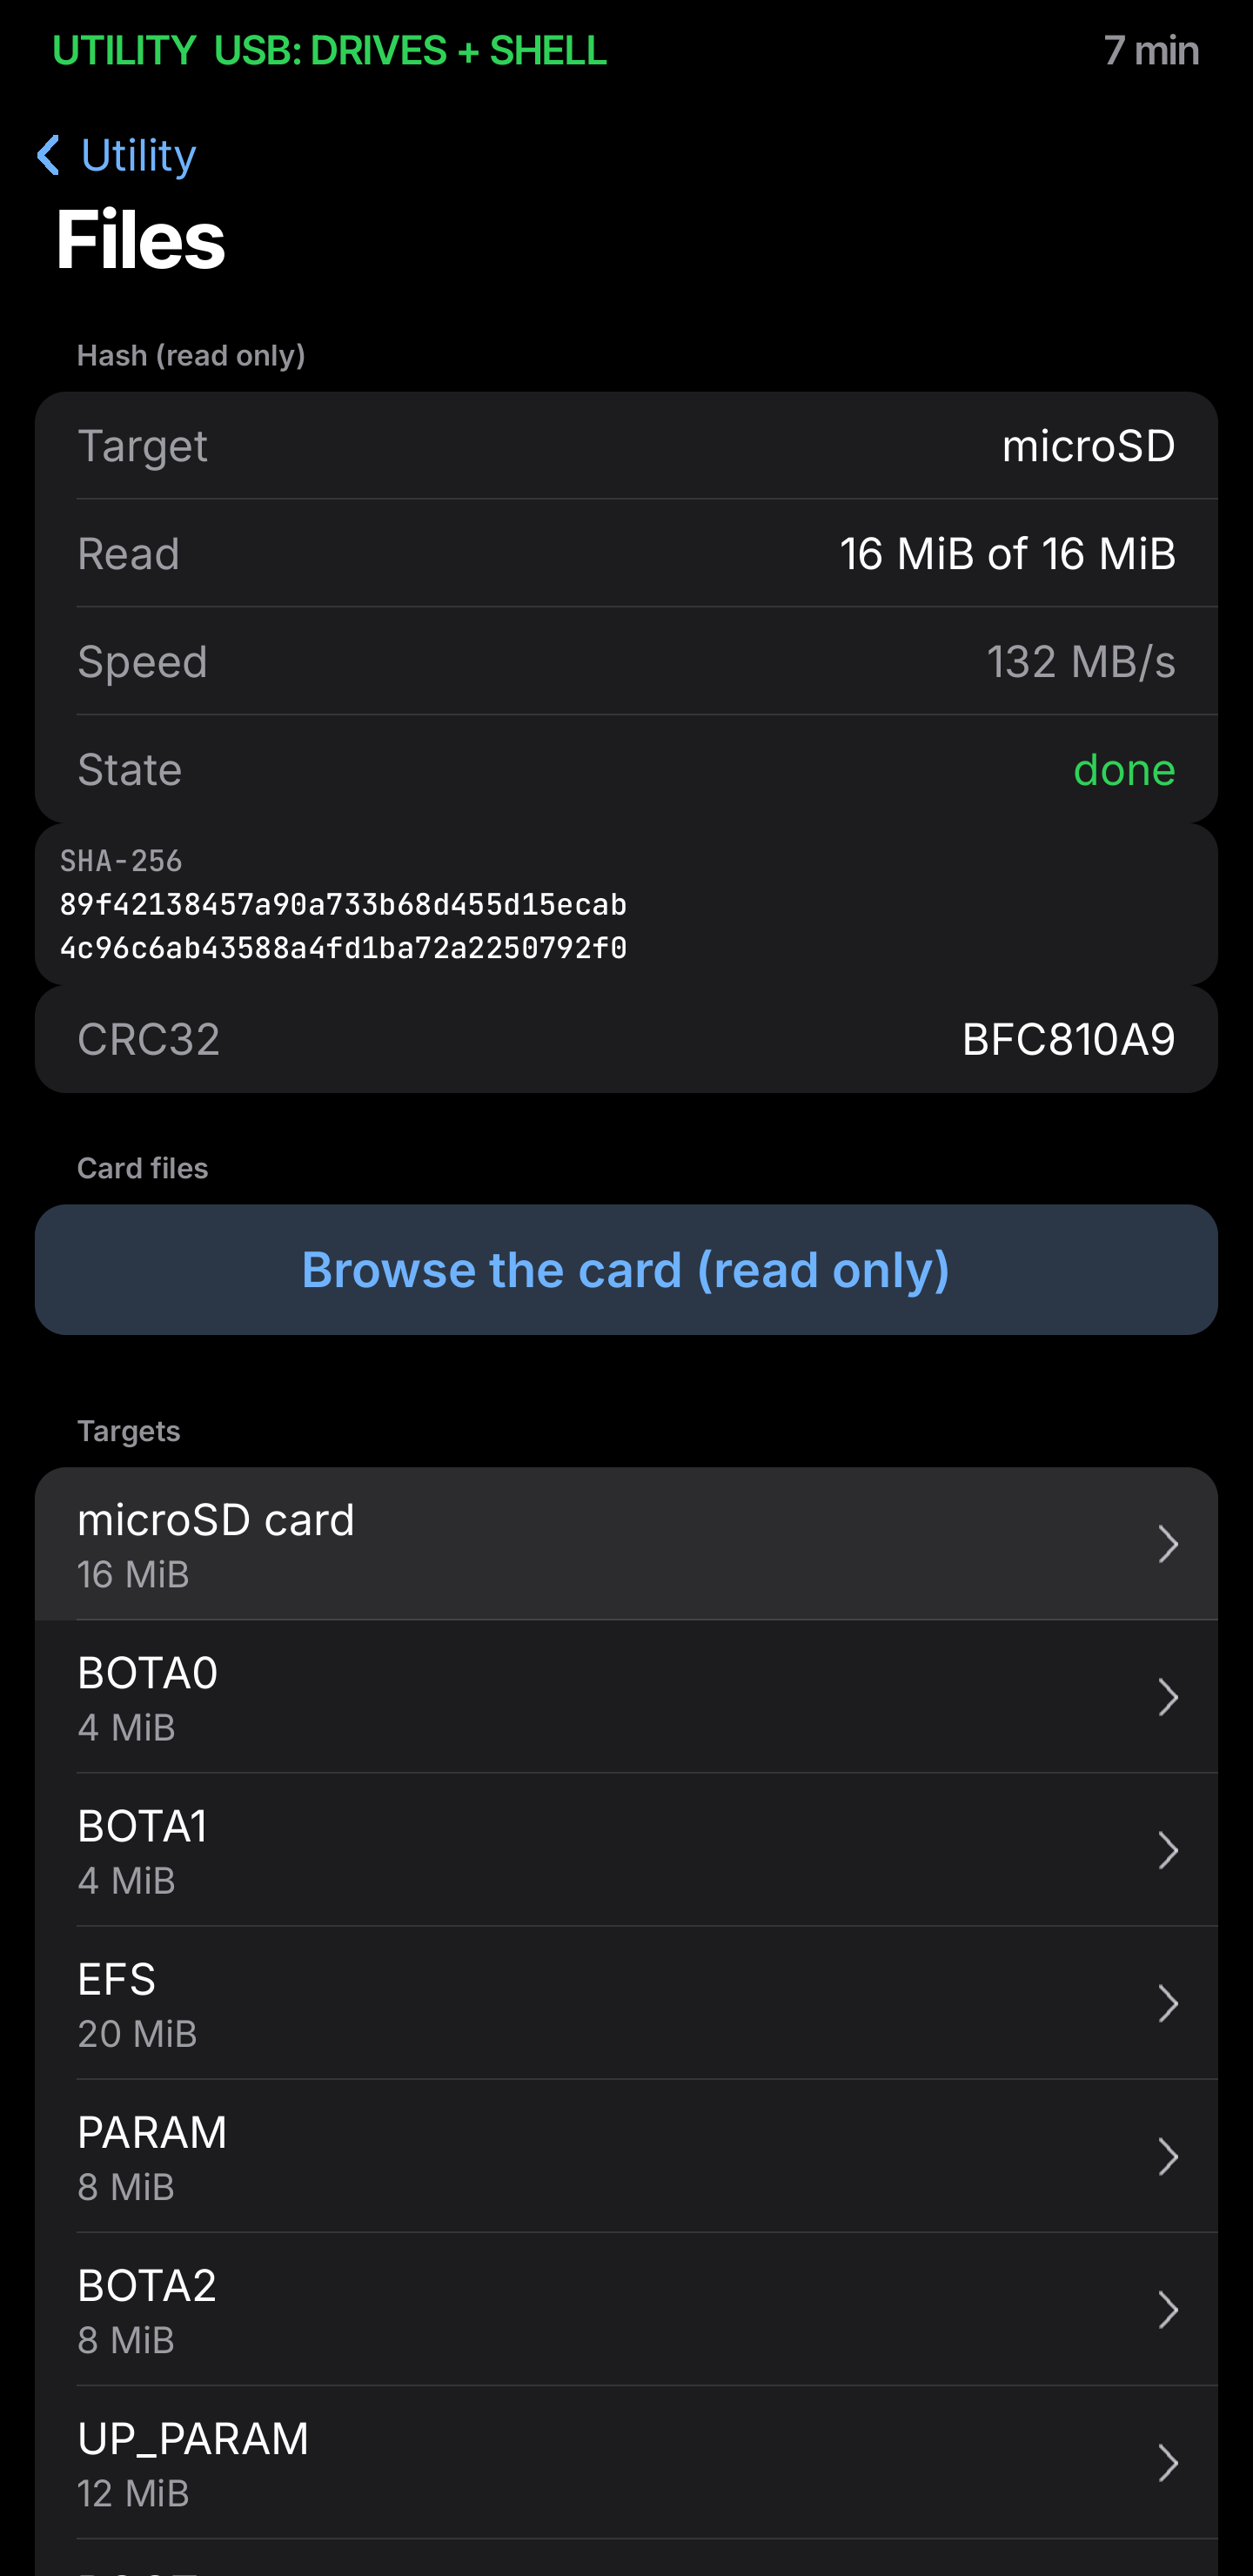 UTILITY USB: DRIVES + SHELL
7 min
Utility
Files
Hash (read only)
Target microSD
Read 16 MiB of 16 MiB
Speed 132 MB/s
State done
SHA-256
89f42138457a90a733b68d455d15ecab
4c96c6ab43588a4fd1ba72a2250792f0
CRC32 BFC810A9
Card files
Browse the card (read only)
Targets
microSD card
16 MiB
BOTA0
4 MiB
BOTA1
4 MiB
EFS
20 MiB
PARAM
8 MiB
BOTA2
8 MiB
UP_PARAM
12 MiB